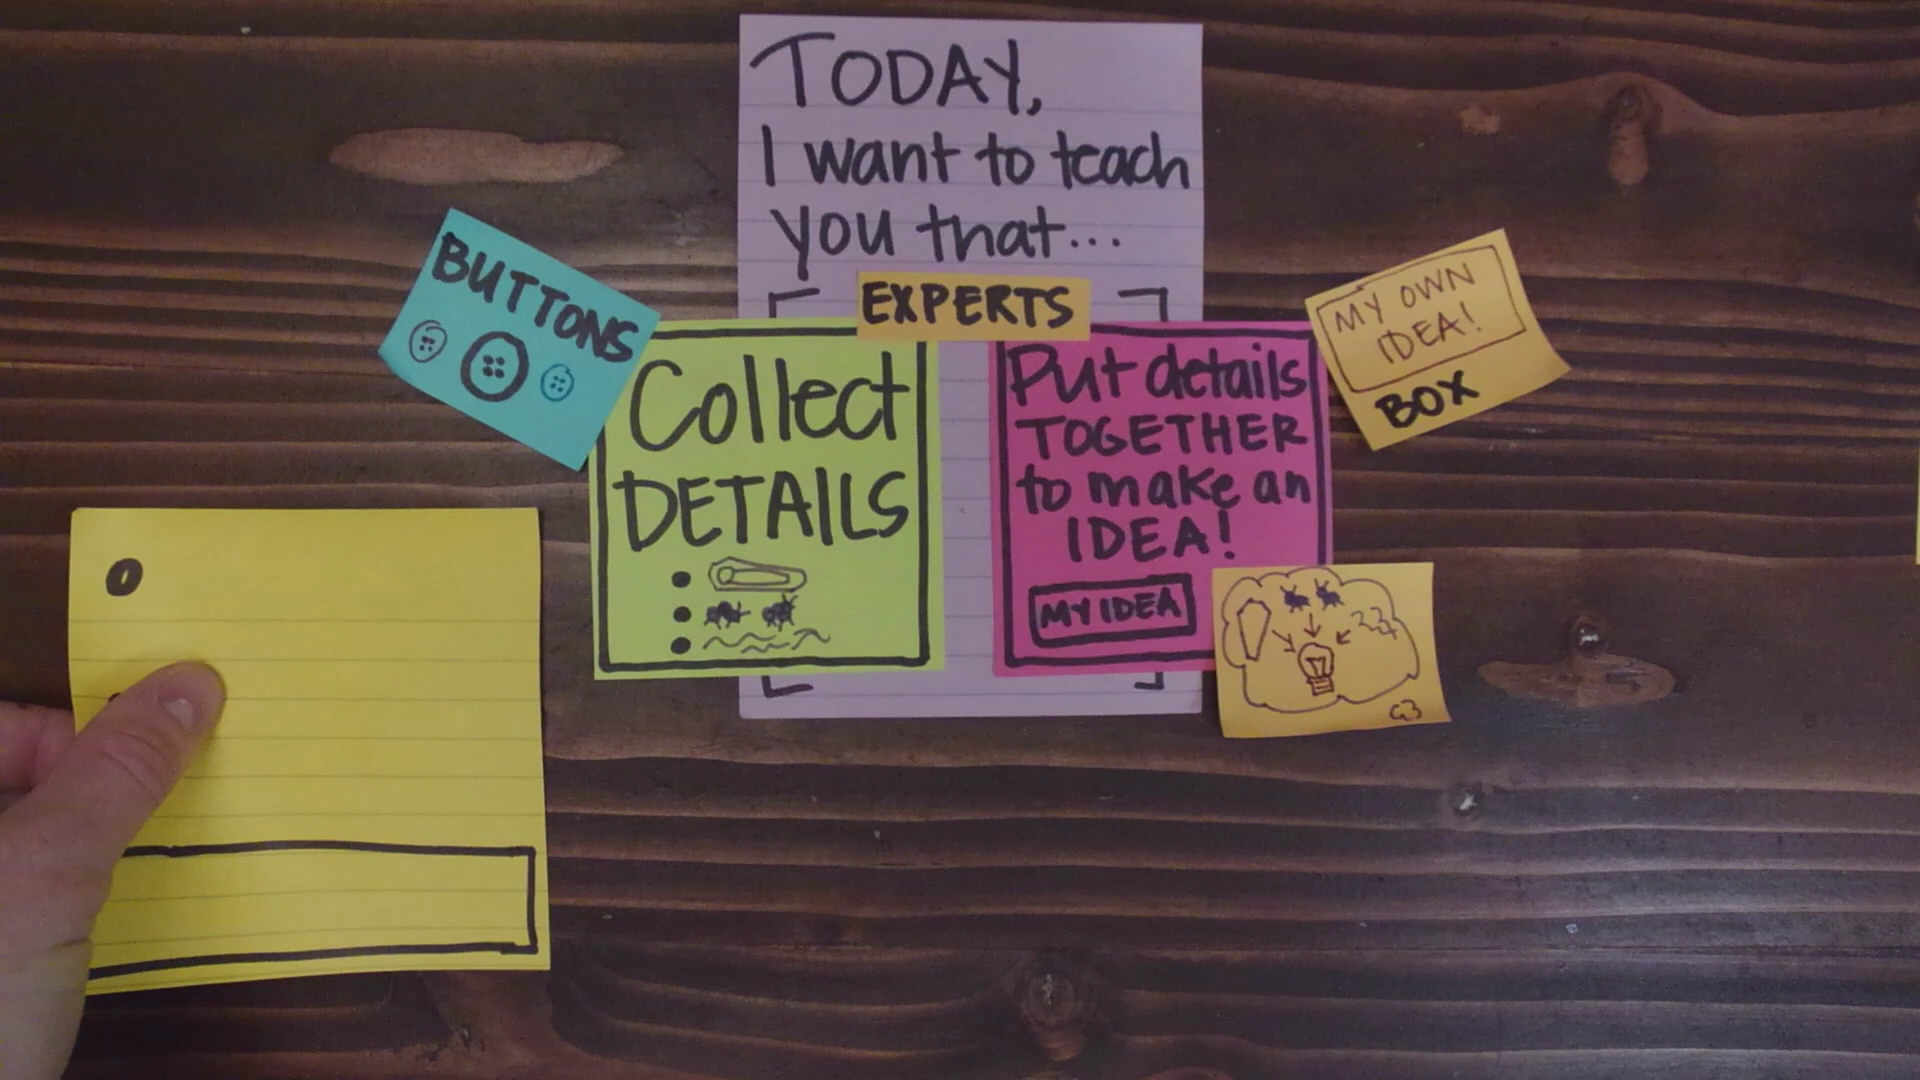 TODAY,
I want to teach
you that...
EXPERTS
BUTTONS
Collect
DETAILS
Put details
TOGETHER
to make an
IDEA!
MY IDEA
MY OWN
IDEA!
BOX